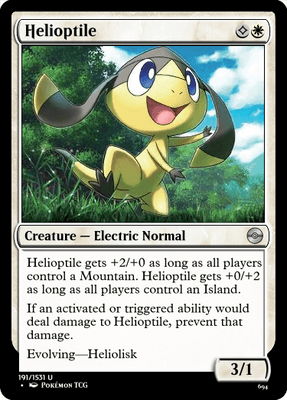 Helioptile
Creature — Electric Normal
Helioptile gets +2/+0 as long as all players
control a Mountain. Helioptile gets +0/+2
as long as all players control an Island.
If an activated or triggered ability would
deal damage to Helioptile, prevent that
damage.
Evolving—Heliolisk
3/1
191/1531 U
• Pokémon TCG
694